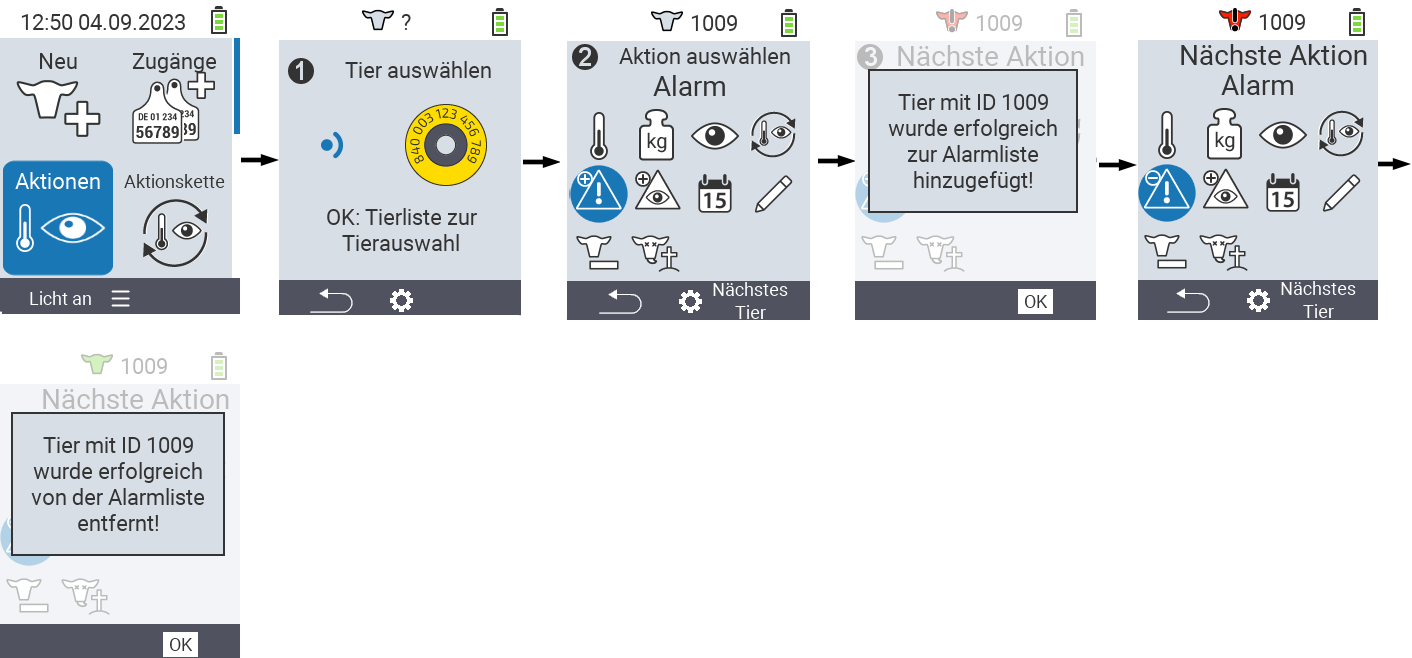 12:50 04.09.2023
Neu
Zugänge
DE 01 234
56789
234
39
Aktionen
Aktionskette
Licht an
?
1
Tier auswählen
840 003 123 456 789
OK: Tierliste zur
Tierauswahl
1009
2
Aktion auswählen
Alarm
kg
15
Nächstes
Tier
1009
3
Nächste Aktion
Tier mit ID 1009
wurde erfolgreich
zur Alarmliste
hinzugefügt!
OK
1009
Nächste Aktion
Alarm
kg
15
Nächstes
Tier
1009
Nächste Aktion
Tier mit ID 1009
wurde erfolgreich
von der Alarmliste
entfernt!
OK